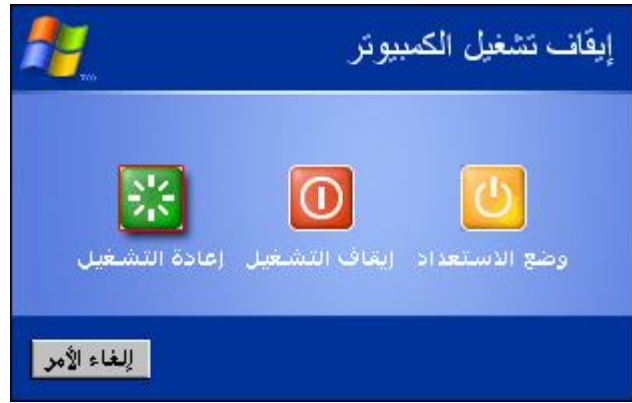 إيقاف تشغيل الكمبيوتر
وضع الاستعداد
إيقاف التشغيل
إعادة التشغيل
إلغاء الأمر